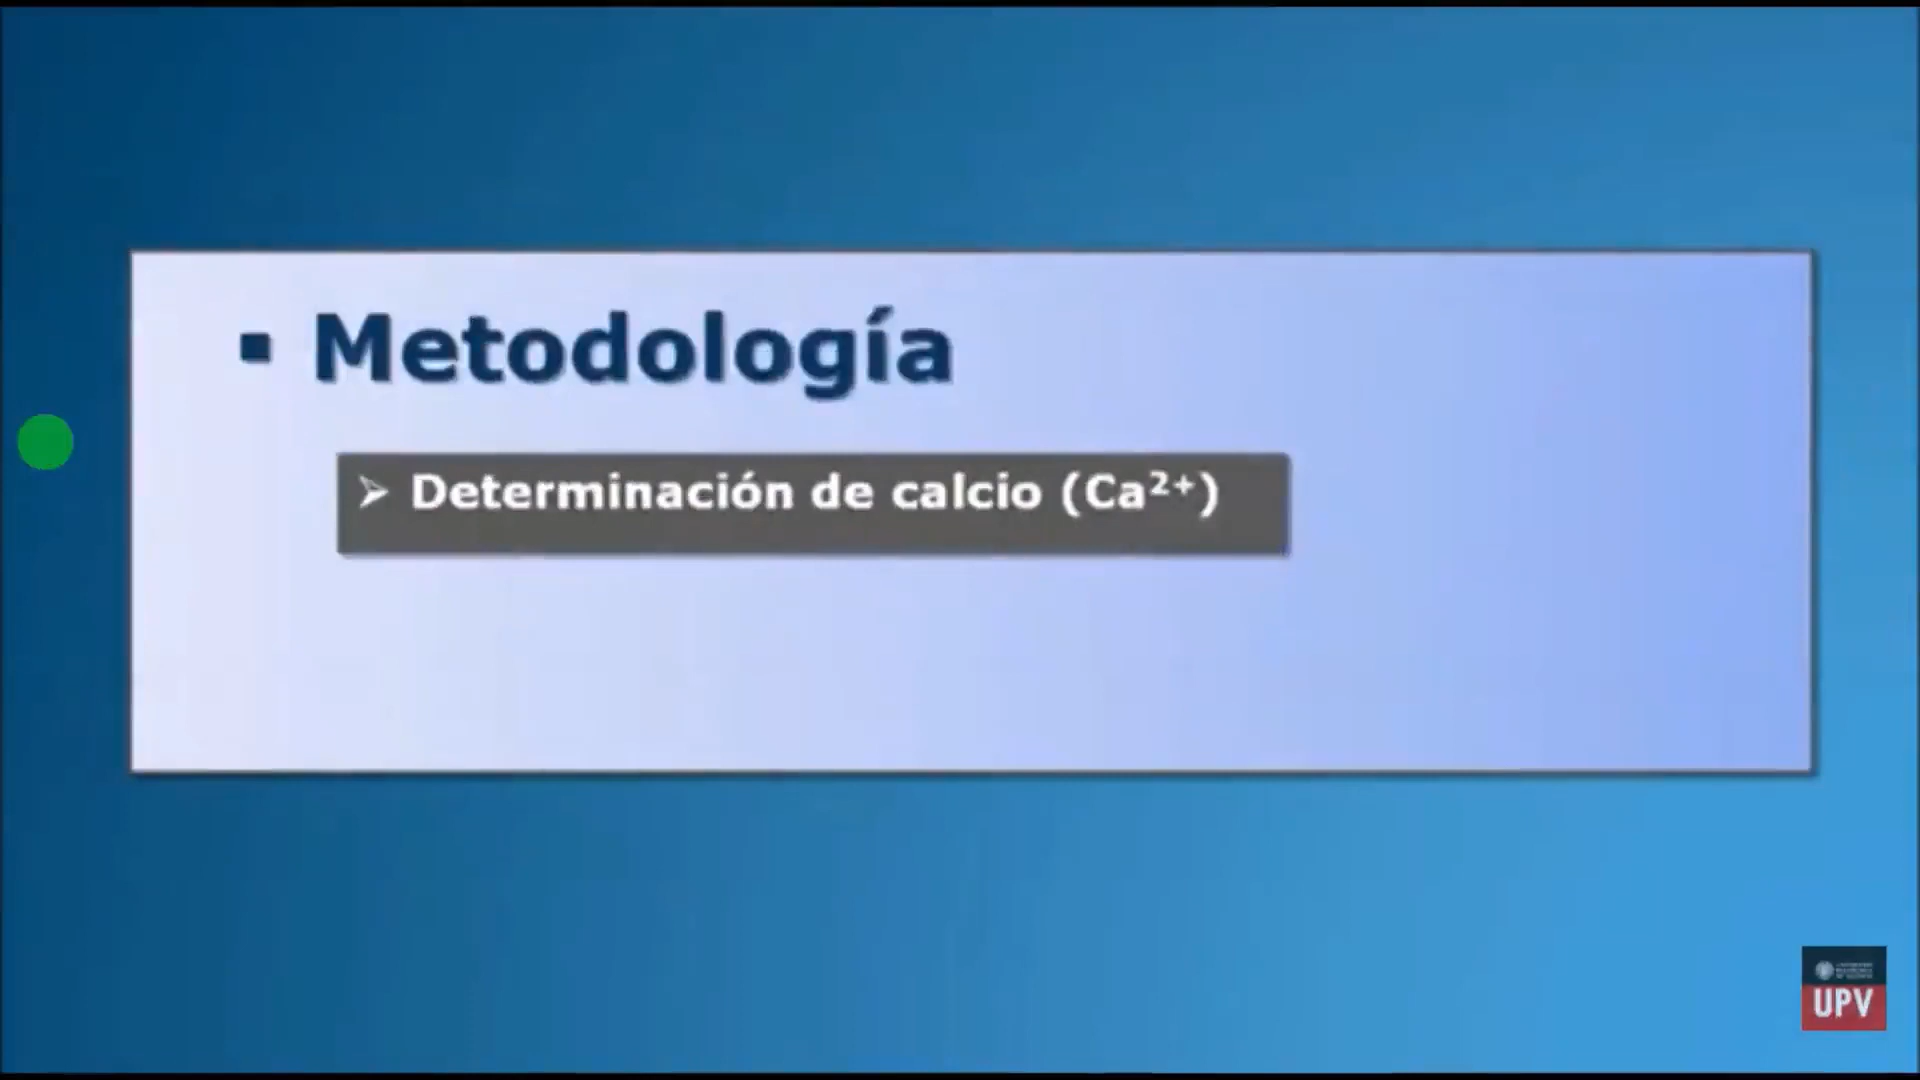 ▪ Metodología
➢ Determinación de calcio (Ca²⁺)
UPV